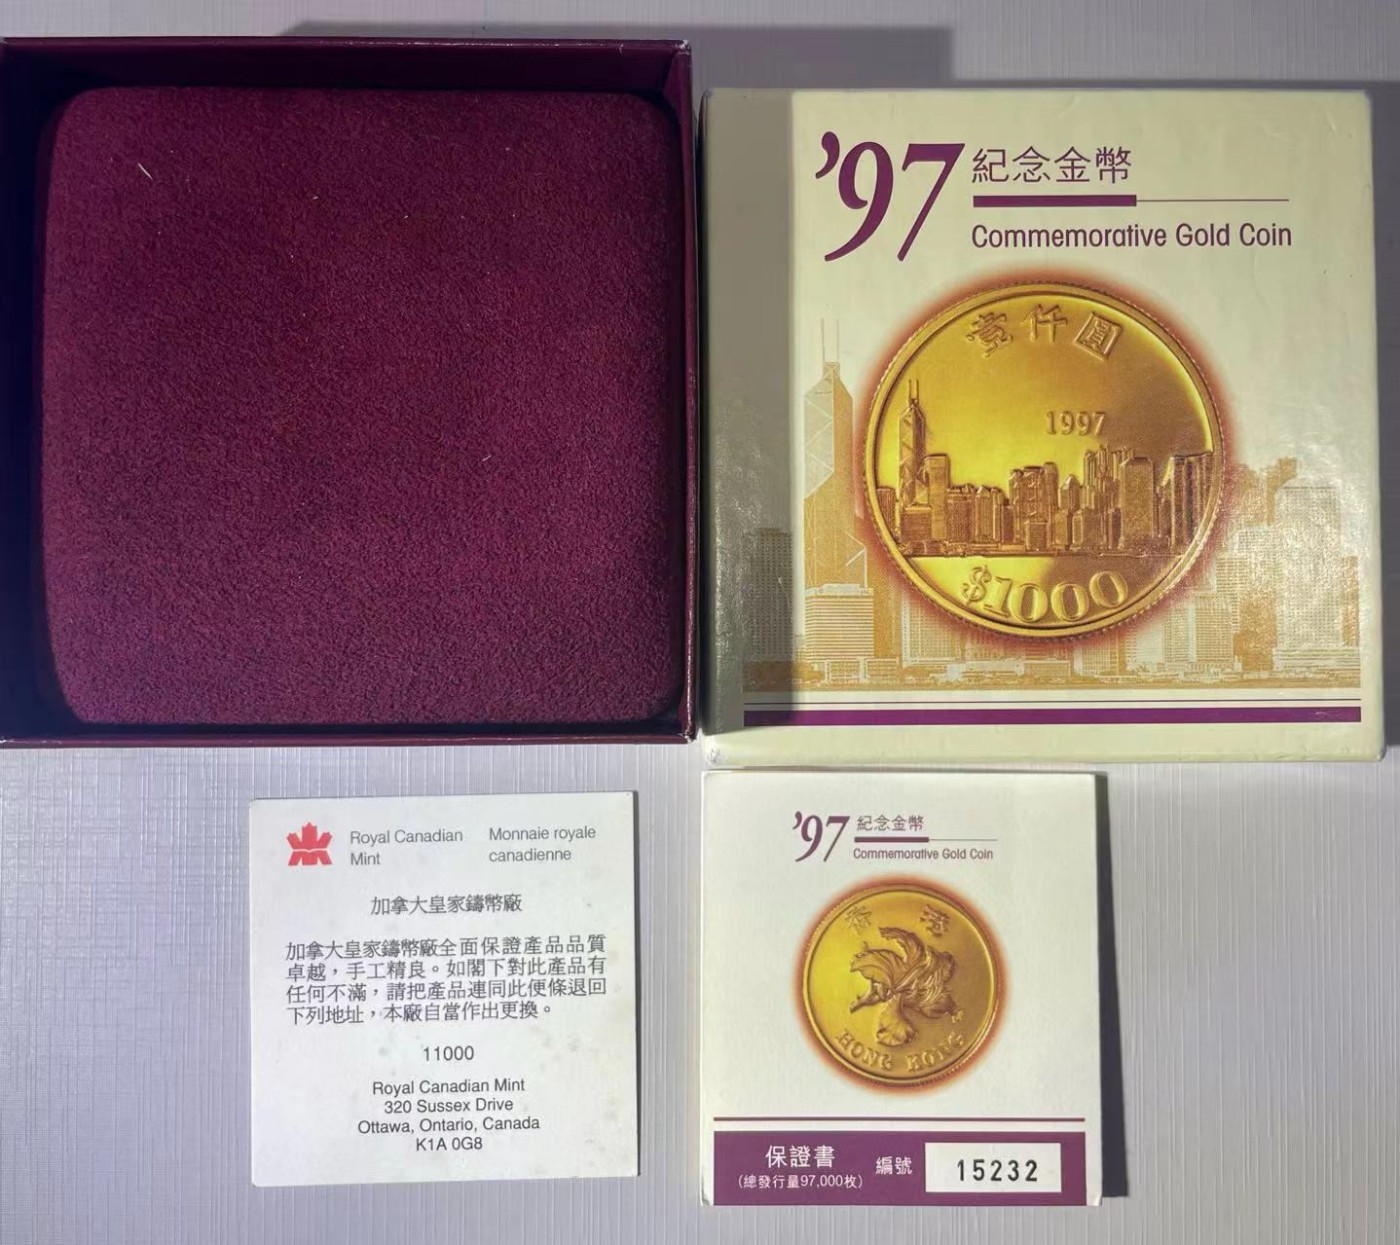 '97 紀念金幣
Commemorative Gold Coin
壹仟圓
1997
$1000
Royal Canadian Mint
Monnaie royale canadienne
加拿大皇家鑄幣廠
加拿大皇家鑄幣廠全面保證產品品質
卓越，手工精良。如閣下對此產品有
任何不滿，請把產品連同此便條退回
下列地址，本廠自當作出更換。
11000
Royal Canadian Mint
320 Sussex Drive
Ottawa, Ontario, Canada
K1A 0G8
'97 紀念金幣
Commemorative Gold Coin
香港
HONG KONG
保證書
(總發行量97,000枚)
編號
15232